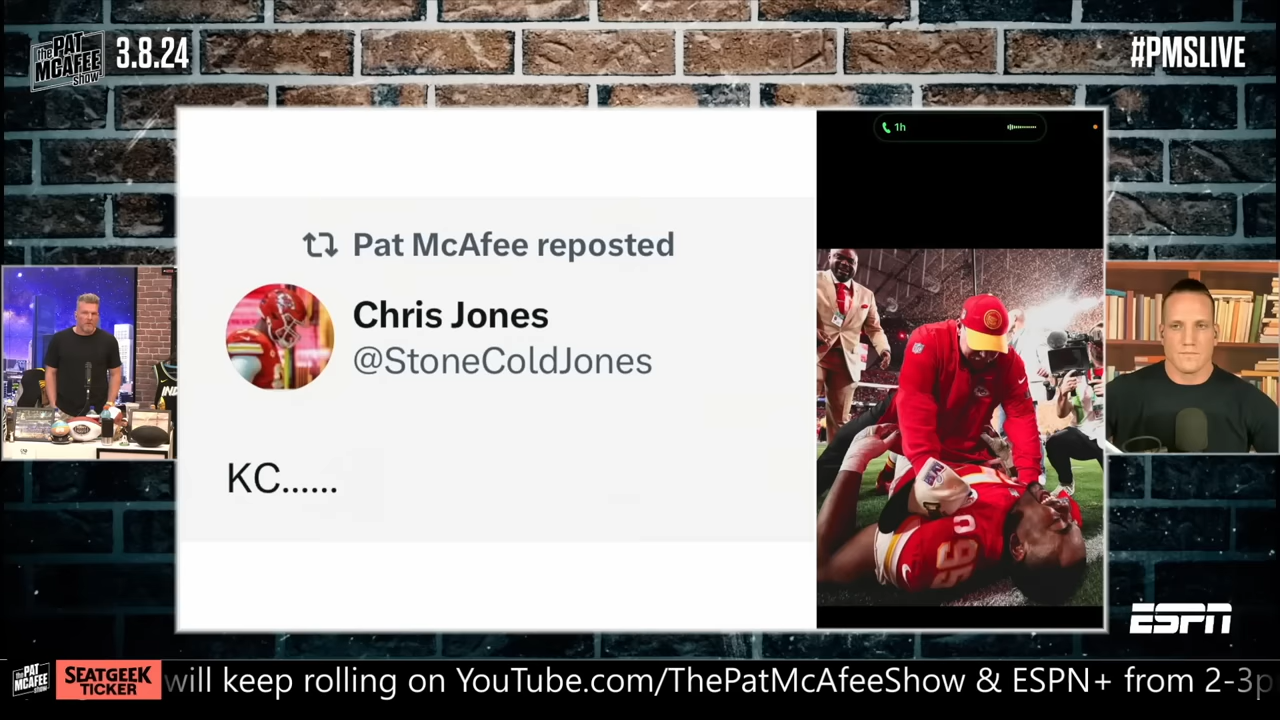 the PAT McAFEE show
3.8.24
#PMSLIVE
1h
Pat McAfee reposted
Chris Jones
@StoneColdJones
KC......
95
ESPN
the PAT McAFEE show
SEATGEEK
TICKER
will keep rolling on YouTube.com/ThePatMcAfeeShow & ESPN+ from 2-3p